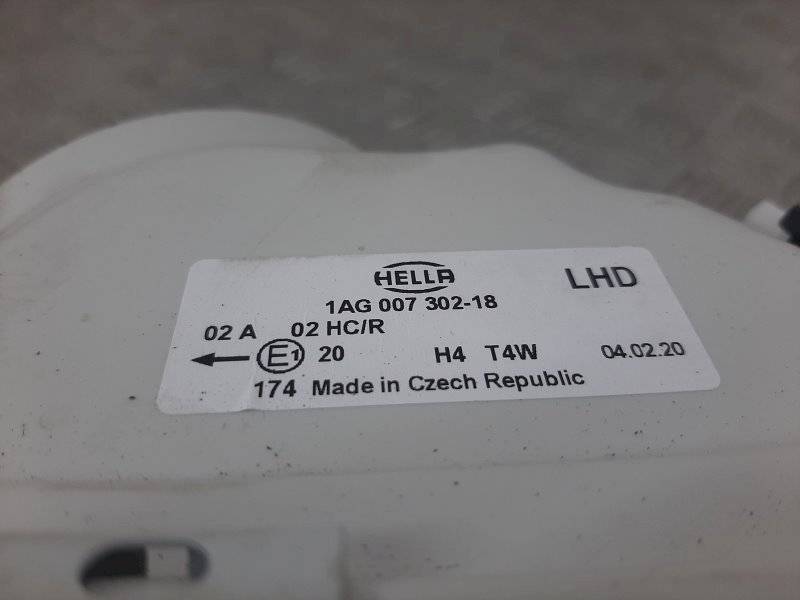 HELLA LHD
1AG 007 302-18
02 A 02 HC/R
E1 20 H4 T4W 04.02.20
174 Made in Czech Republic